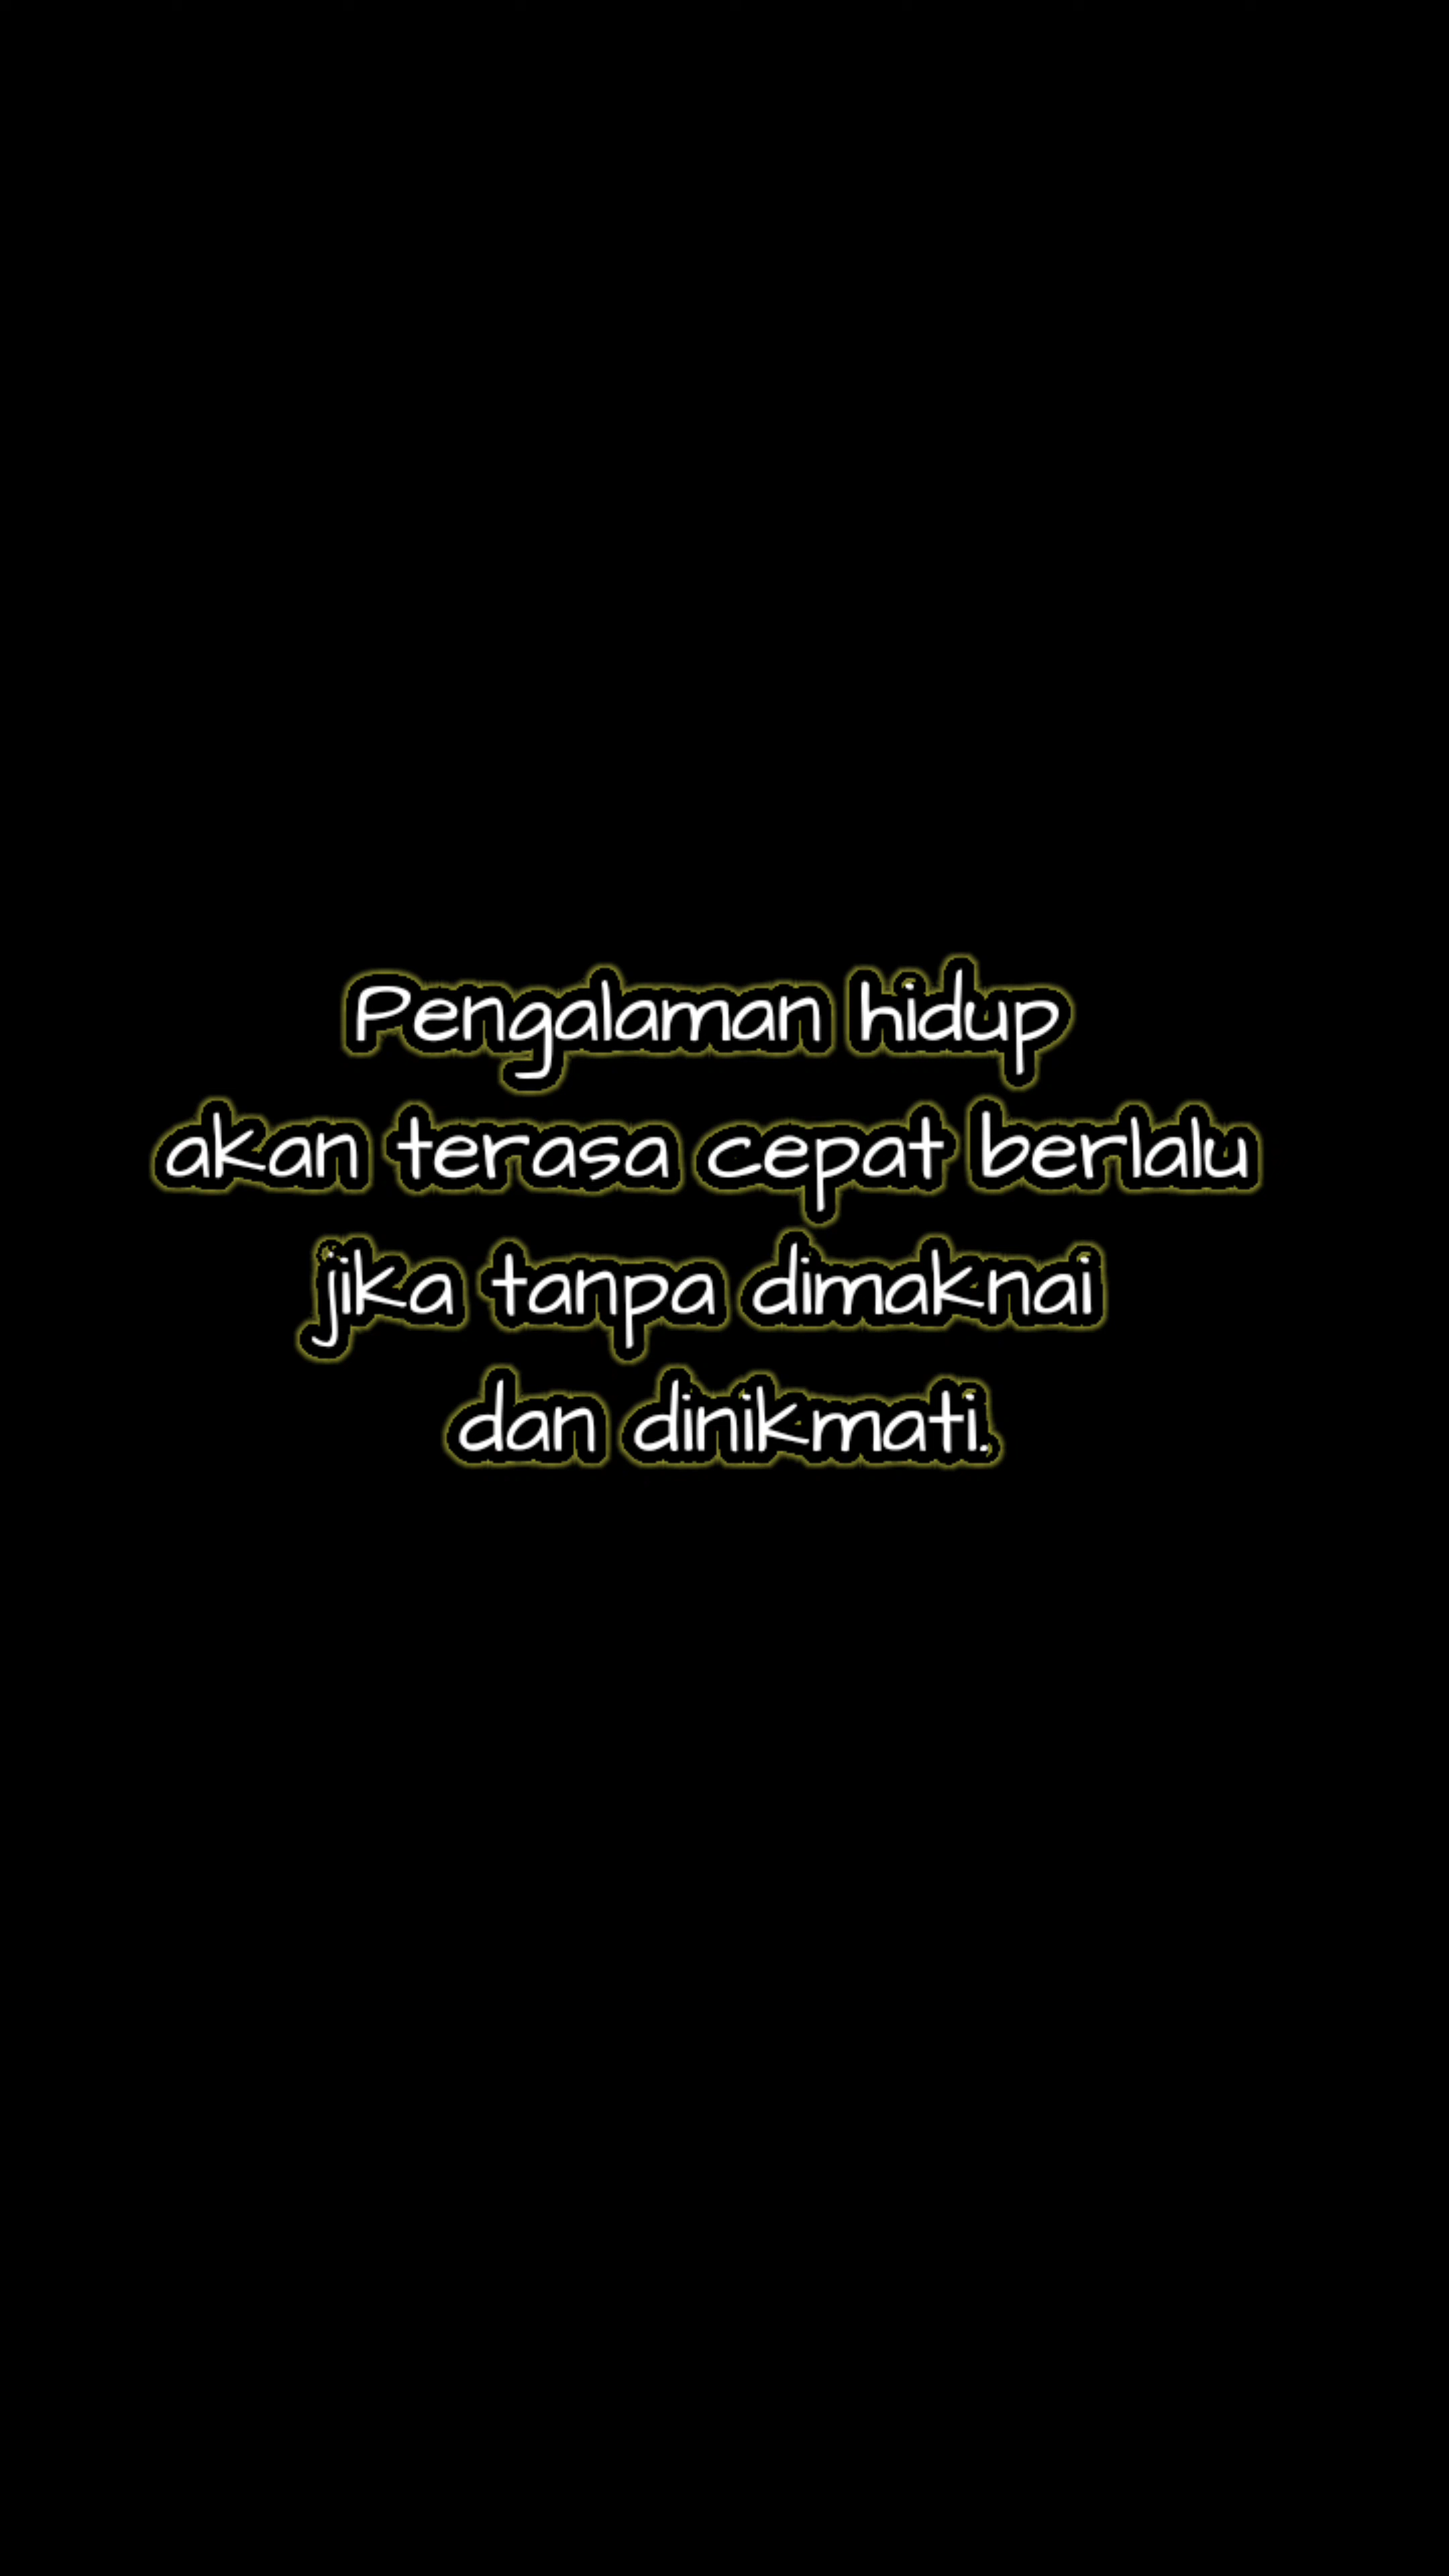 Pengalaman hidup
akan terasa cepat berlalu
jika tanpa dimaknai
dan dinikmati.